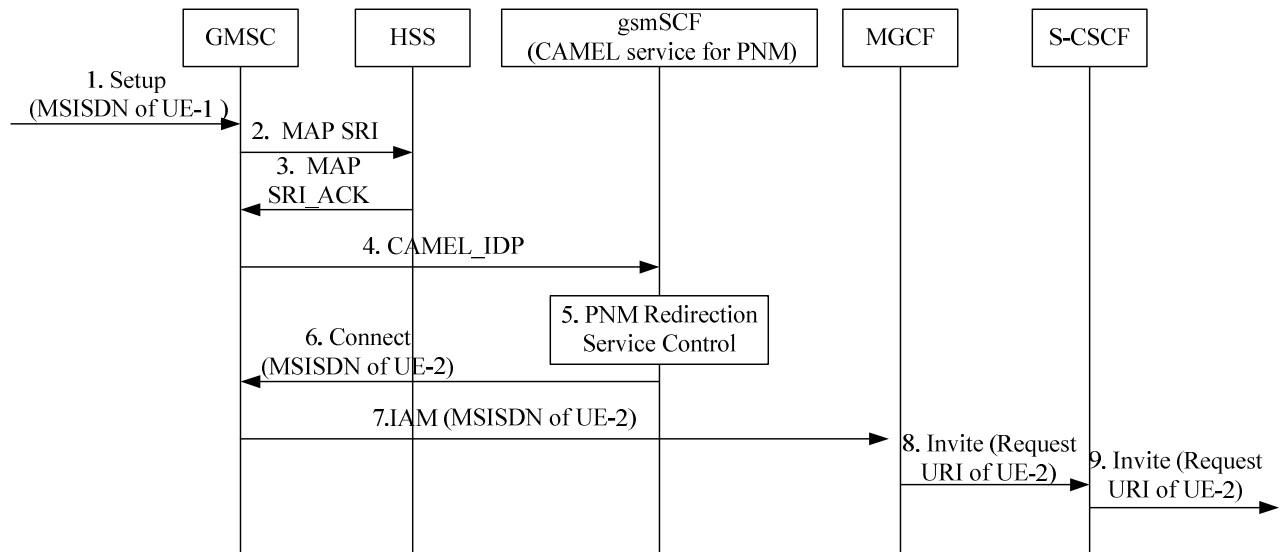 GMSC
HSS
gsmSCF
(CAMEL service for PNM)
MGCF
S-CSCF
1. Setup
(MSISDN of UE-1 )
2. MAP SRI
3. MAP
SRI_ACK
4. CAMEL_IDP
5. PNM Redirection
Service Control
6. Connect
(MSISDN of UE-2)
7.IAM (MSISDN of UE-2)
8. Invite (Request
URI of UE-2)
9. Invite (Request
URI of UE-2)